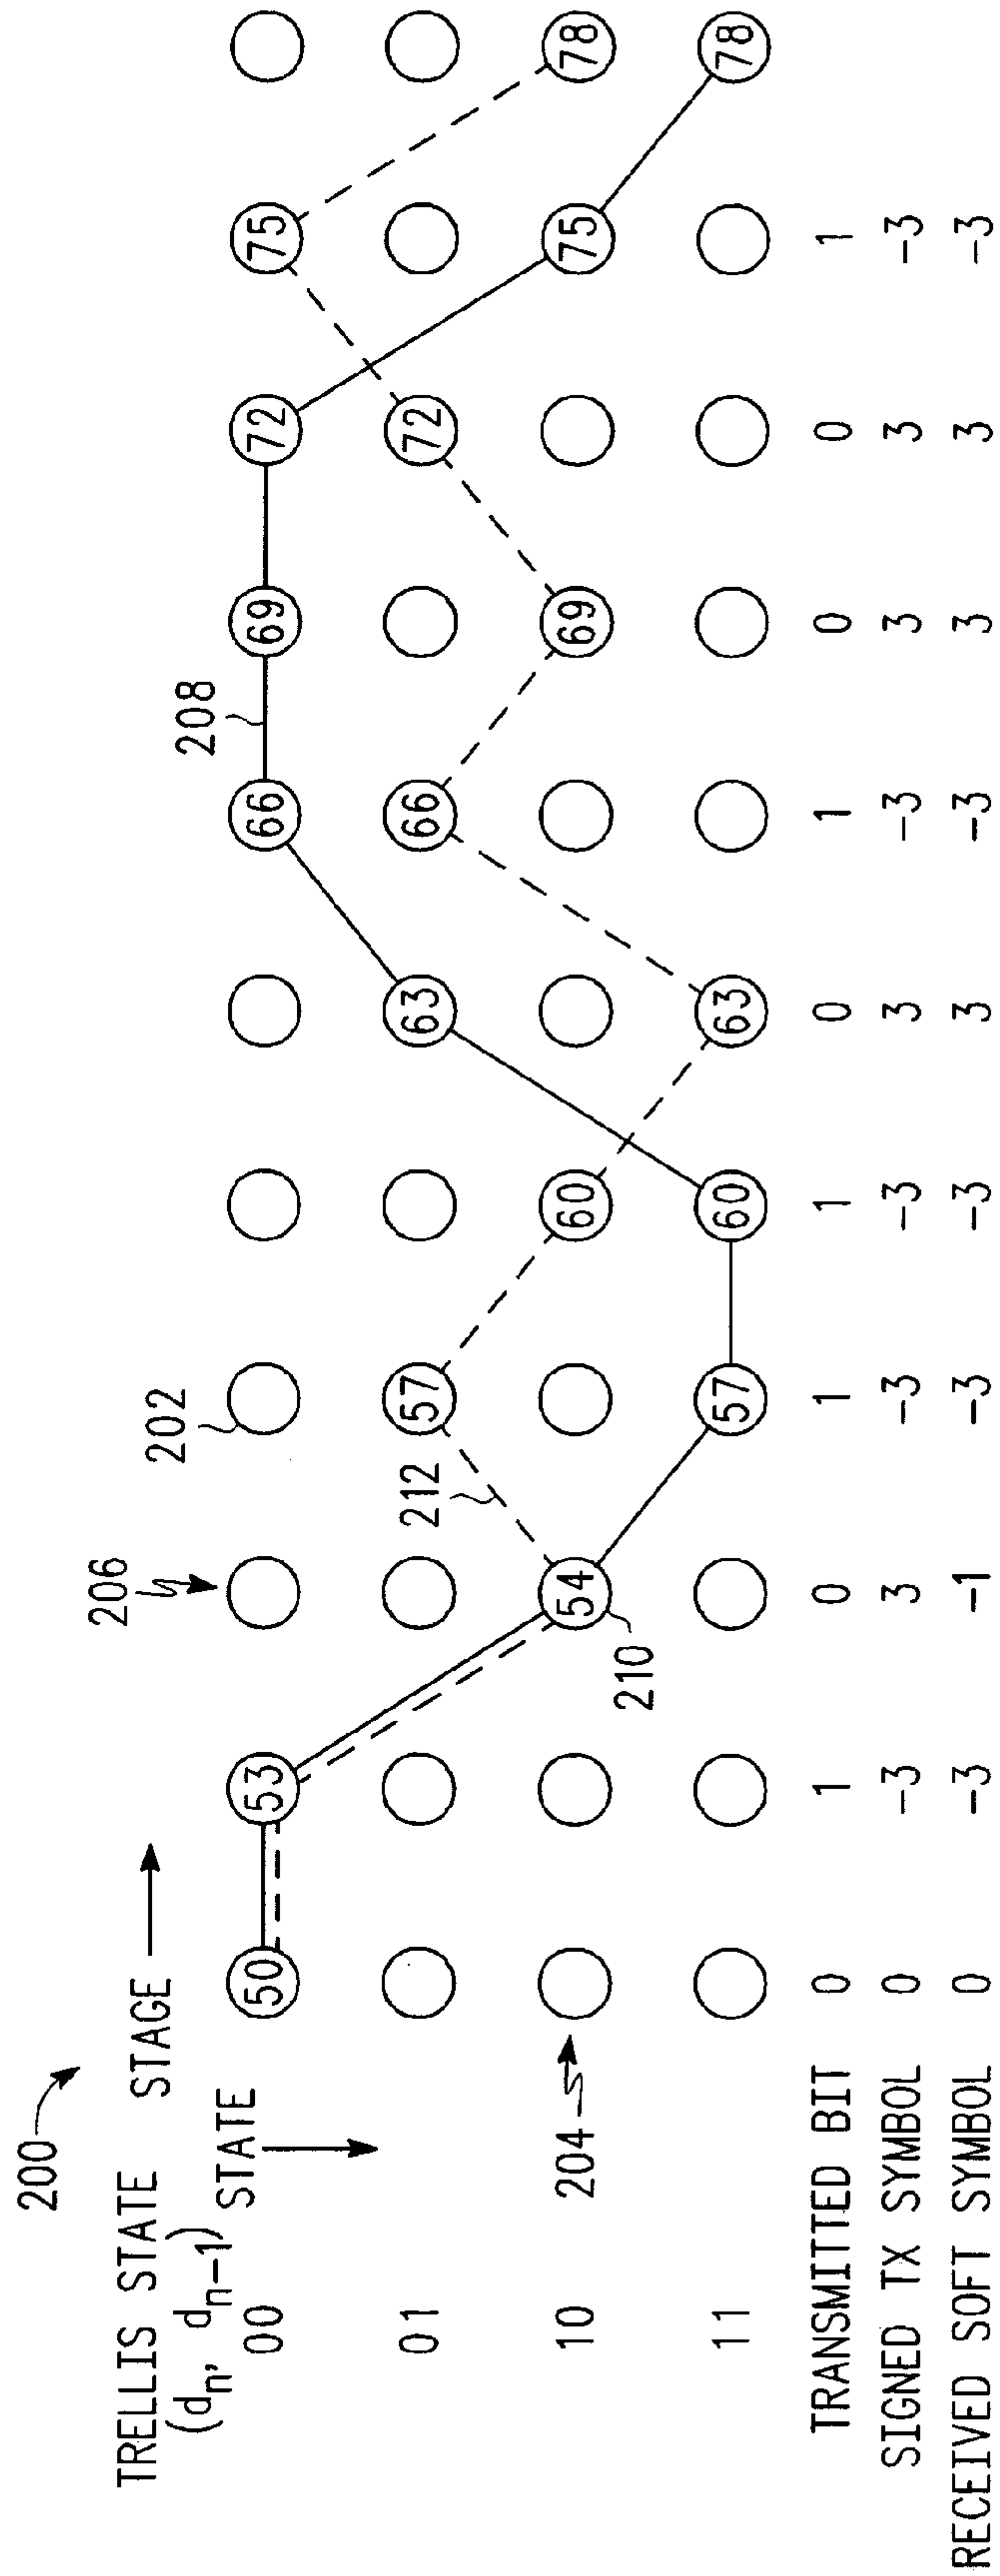 200
206
TRELLIS STATE STAGE
202
208
(dn, dn-1) STATE
00 50 53 66 69 72 75
212
01 57 63 66 72
204
10 54 60 69 75 78
210
11 57 60 63 78
TRANSMITTED BIT 0 1 0 1 1 0 1 0 0 1
SIGNED TX SYMBOL 0 -3 3 -3 -3 3 -3 3 3 -3
RECEIVED SOFT SYMBOL 0 -3 -1 -3 -3 3 -3 3 3 -3